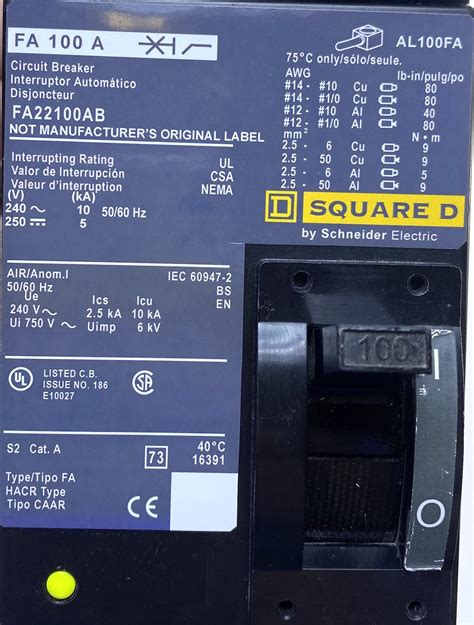 FA 100 A
Circuit Breaker
Interruptor Automático
Disjoncteur
FA22100AB
NOT MANUFACTURER'S ORIGINAL LABEL
Interrupting Rating UL
Valor de Interrupción CSA
Valeur d'interruption NEMA
(V) (kA)
240 ~ 10 50/60 Hz
250 ⎓ 5
AIR/Anom.I IEC 60947-2
50/60 Hz BS
Ue Ics Icu EN
240 V ~ 2.5 kA 10 kA
Ui 750 V ~ Uimp 6 kV
UL LISTED C.B.
ISSUE NO. 186
E10027
SA
S2 Cat. A 73 40°C
16391
Type/Tipo FA
HACR Type
Tipo CAAR
CE
AL100FA
75°C only/sólo/seule.
AWG lb-in/pulg/po
#14 - #10 Cu 80
#14 - #1/0 Cu 80
#12 - #10 Al 40
#12 - #1/0 Al 80
mm² N • m
2.5 - 6 Cu 9
2.5 - 50 Cu 9
2.5 - 6 Al 5
2.5 - 50 Al 9
D SQUARE D
by Schneider Electric
100
I
O